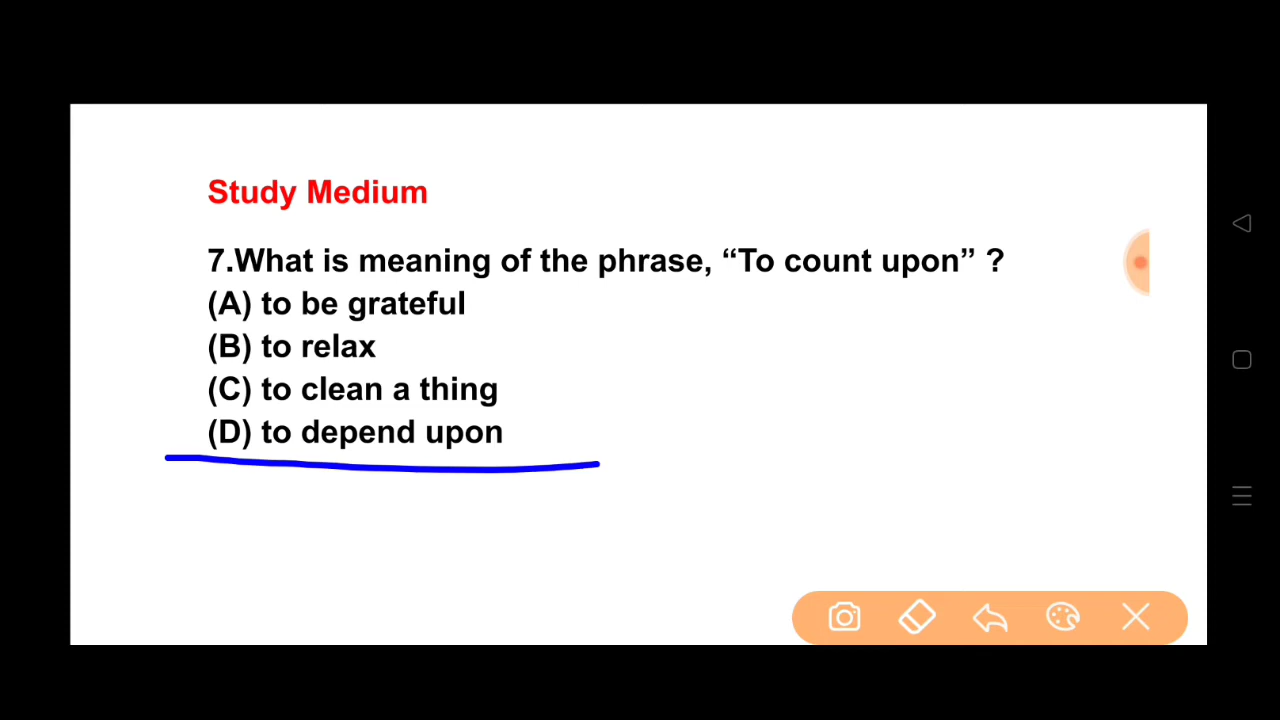 Study Medium
7.What is meaning of the phrase, “To count upon” ?
(A) to be grateful
(B) to relax
(C) to clean a thing
(D) to depend upon